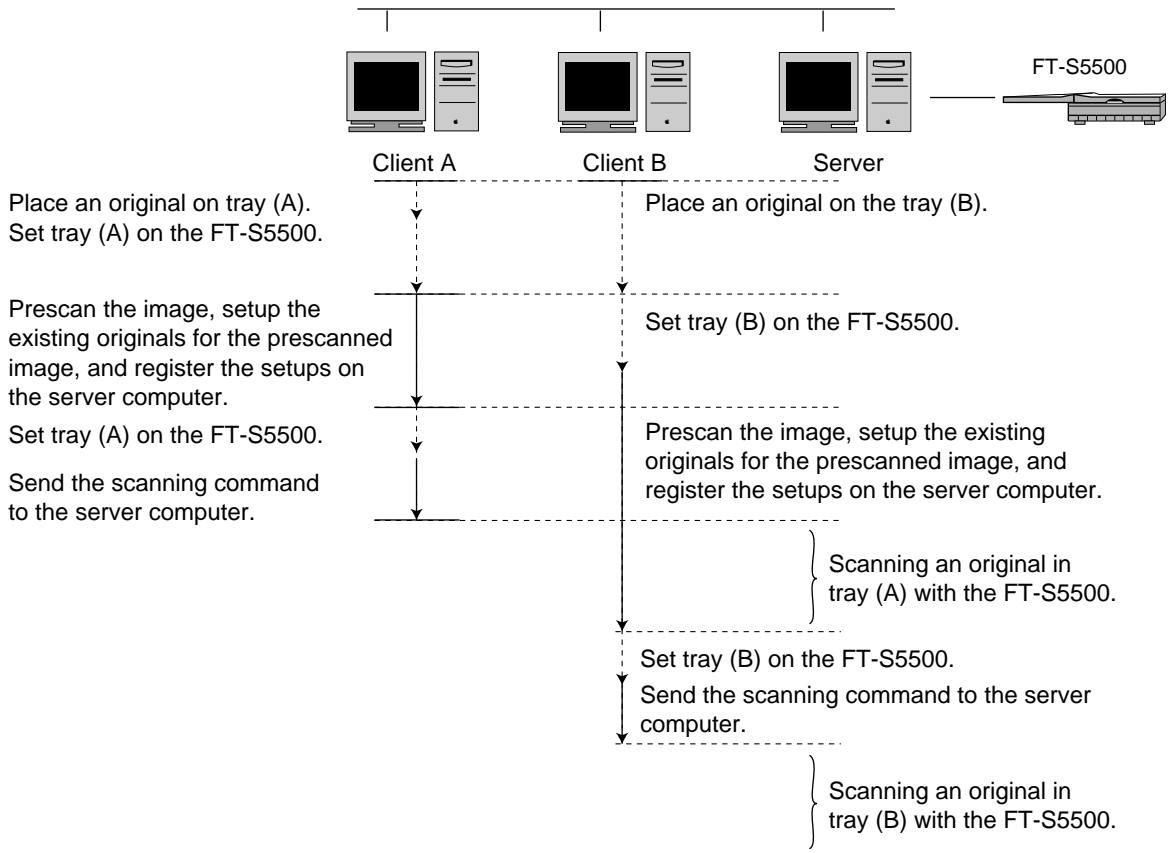 FT-S5500
Client A
Client B
Server
Place an original on tray (A).
Set tray (A) on the FT-S5500.
Place an original on the tray (B).
Prescan the image, setup the
existing originals for the prescanned
image, and register the setups on
the server computer.
Set tray (B) on the FT-S5500.
Set tray (A) on the FT-S5500.
Send the scanning command
to the server computer.
Prescan the image, setup the existing
originals for the prescanned image, and
register the setups on the server computer.
Scanning an original in
tray (A) with the FT-S5500.
Set tray (B) on the FT-S5500.
Send the scanning command to the server
computer.
Scanning an original in
tray (B) with the FT-S5500.